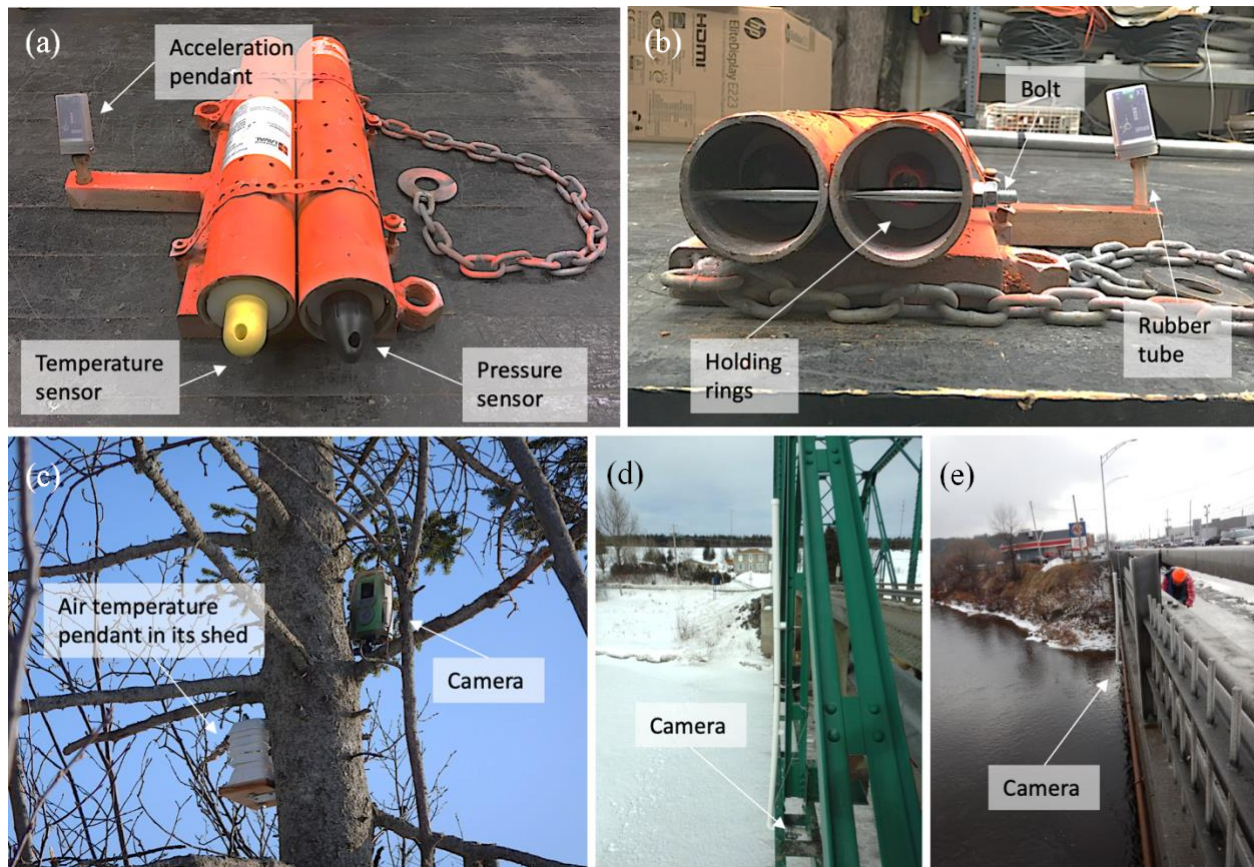 (a)
Acceleration
pendant
Temperature
sensor
Pressure
sensor
(b)
hp
HDMI
EliteDisplay E223
Bolt
Holding
rings
Rubber
tube
(c)
Air temperature
pendant in its shed
Camera
(d)
Camera
(e)
Camera